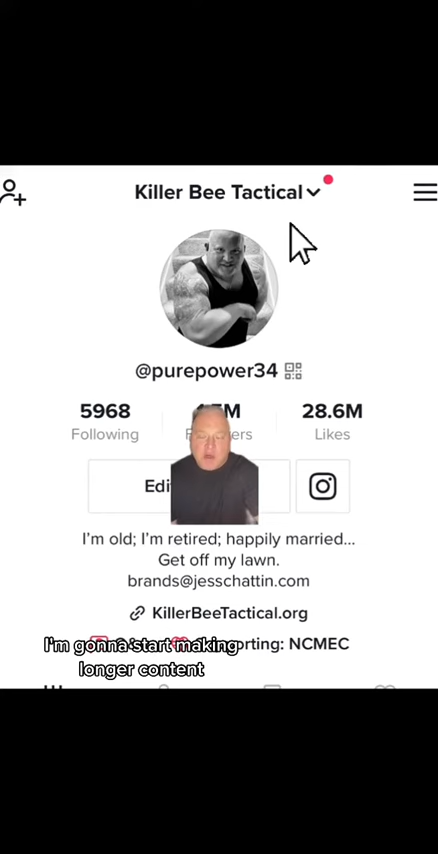 Killer Bee Tactical
@purepower34
5968 28.6M
Following Likes
I'm old; I'm retired; happily married...
Get off my lawn.
brands@jesschattin.com
KillerBeeTactical.org
NCMEC
I'm gonna start making
longer content